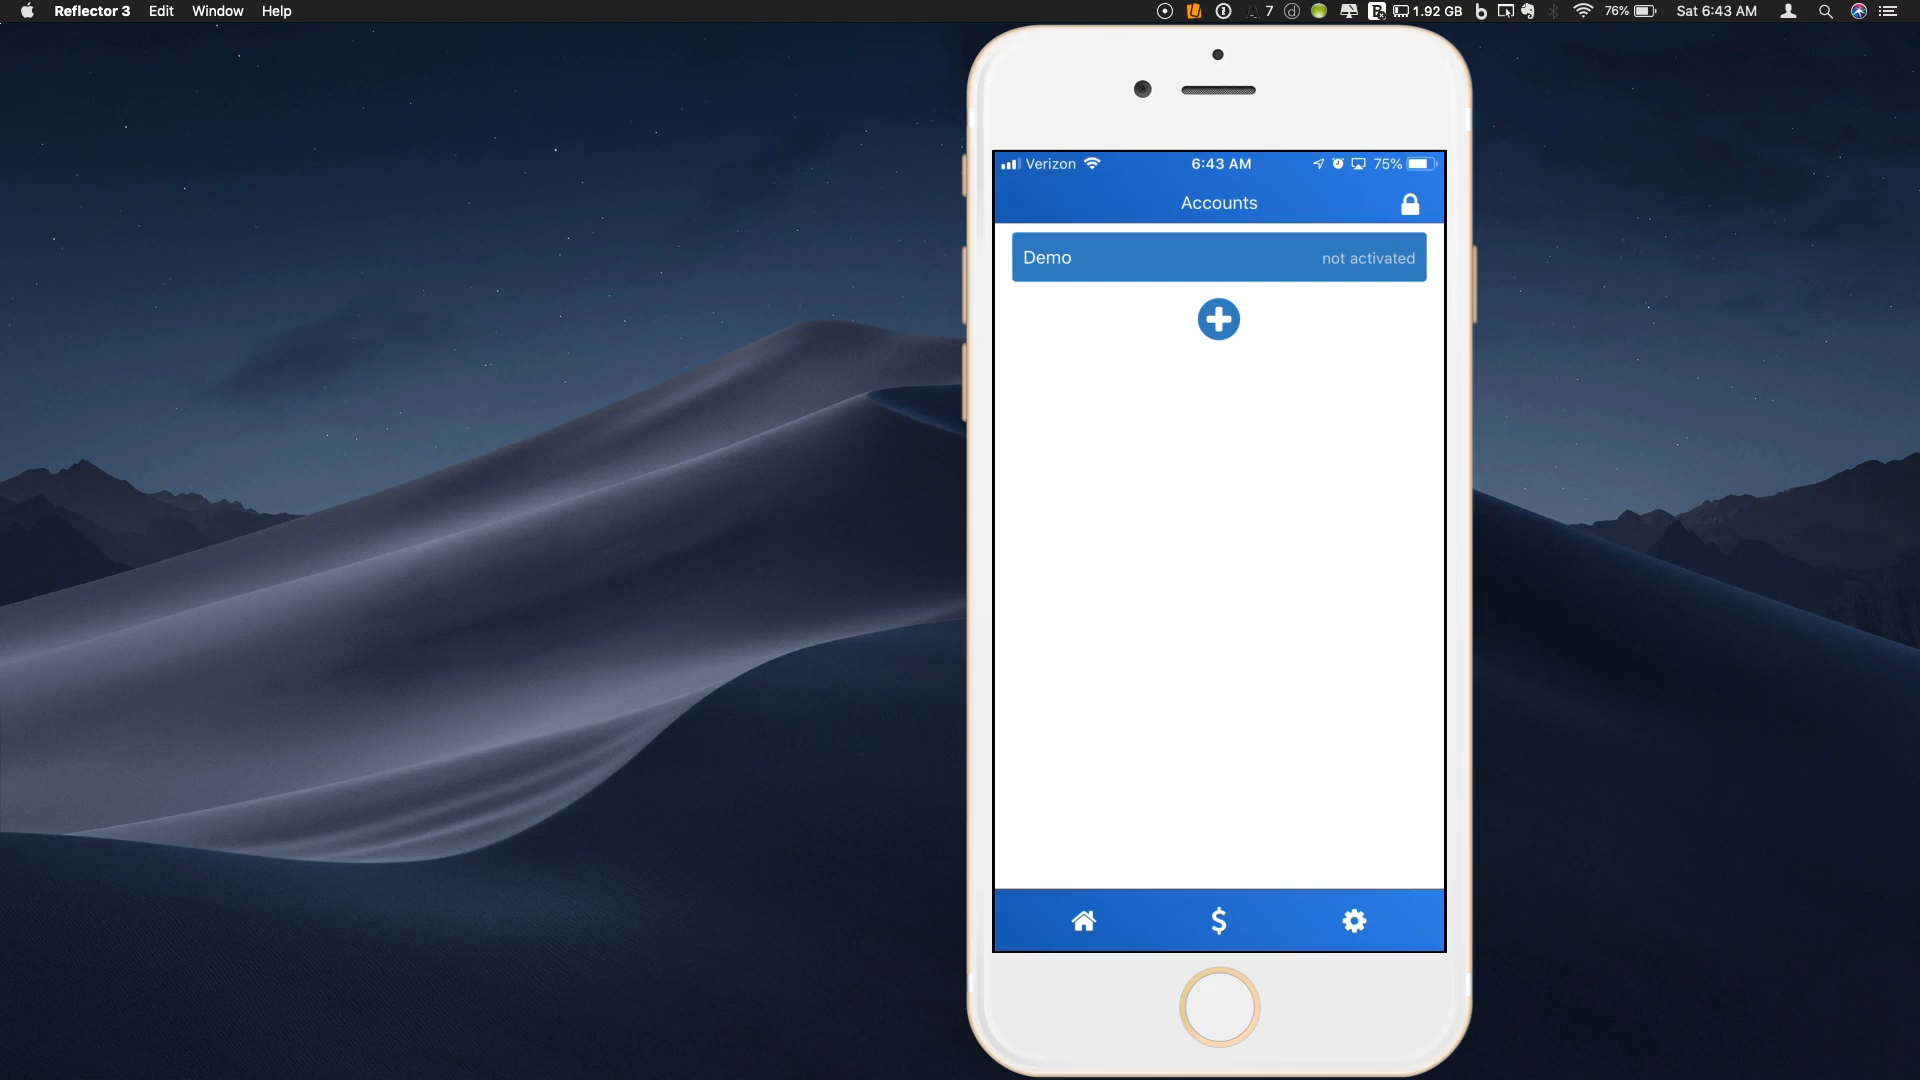 Reflector 3 Edit Window Help 7 1.92 GB 76% Sat 6:43 AM
Verizon 6:43 AM 75%
Accounts
Demo not activated
$